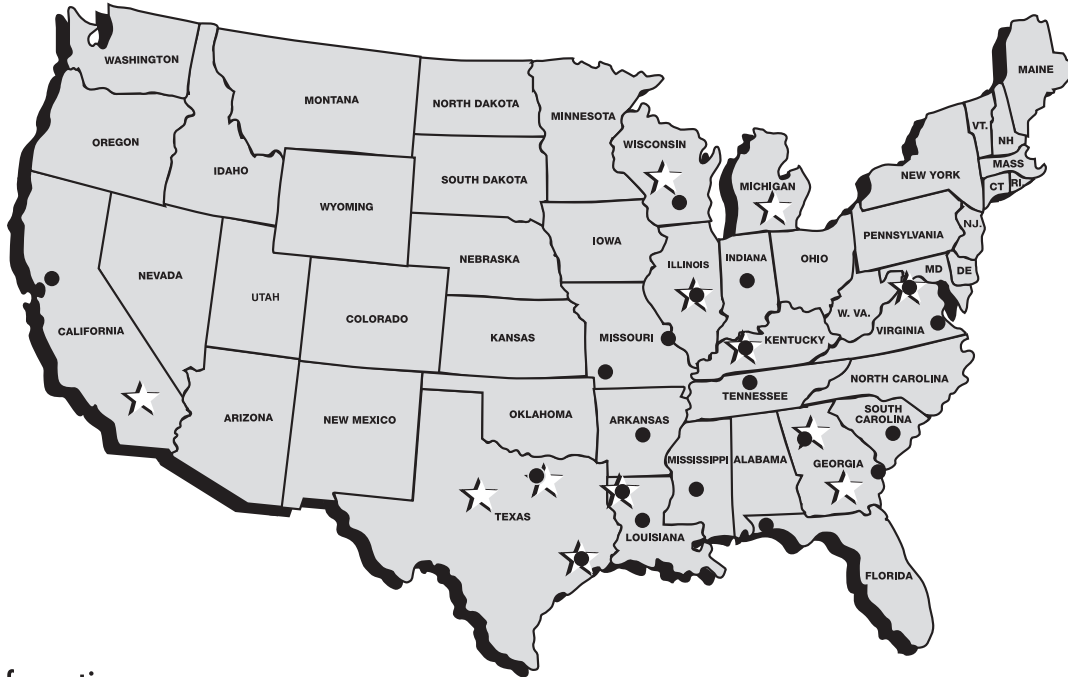 WASHINGTON
MAINE
MONTANA
NORTH DAKOTA
MINNESOTA
VT.
NH
OREGON
IDAHO
WISCONSIN
MASS
NEW YORK
CT
RI.
SOUTH DAKOTA
MICHIGAN
WYOMING
NJ.
PENNSYLVANIA
IOWA
NEBRASKA
ILLINOIS
INDIANA
OHIO
MD
DE
NEVADA
UTAH
COLORADO
W. VA.
CALIFORNIA
KANSAS
MISSOURI
KENTUCKY
VIRGINIA
NORTH CAROLINA
TENNESSEE
ARIZONA
NEW MEXICO
OKLAHOMA
ARKANSAS
SOUTH
CAROLINA
MISSISSIPPI
ALABAMA
GEORGIA
TEXAS
LOUISIANA
FLORIDA